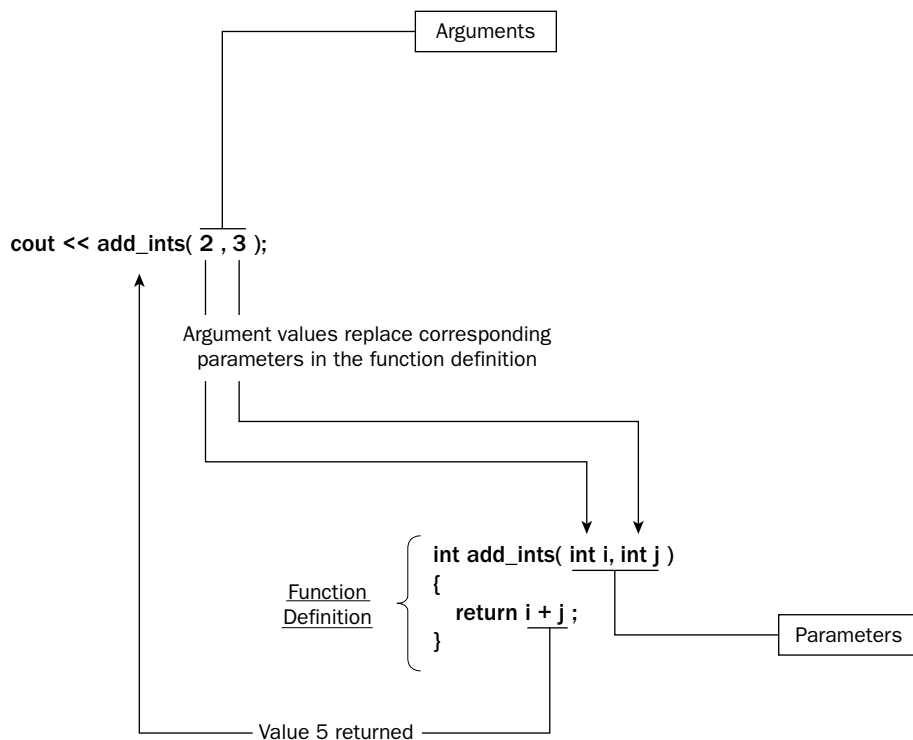 Arguments
cout << add_ints( 2 , 3 );
Argument values replace corresponding
parameters in the function definition
int add_ints( int i, int j )
{
return i + j ;
}
Function
Definition
Parameters
Value 5 returned